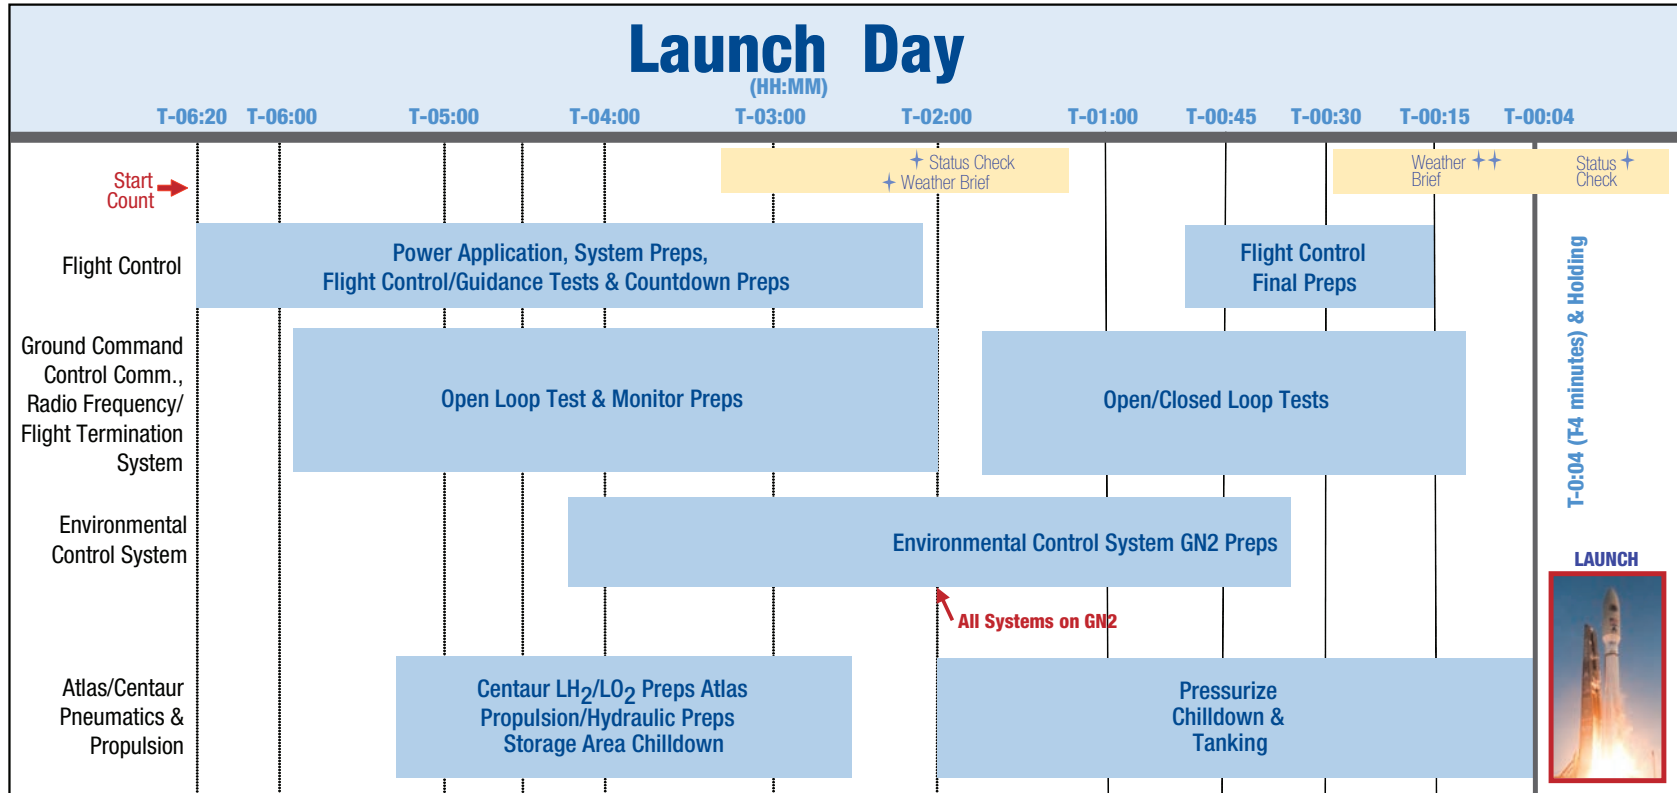 Launch Day
(HH:MM)
T-06:20 T-06:00 T-05:00 T-04:00 T-03:00 T-02:00 T-01:00 T-00:45 T-00:30 T-00:15 T-00:04
Start
Count
Status Check
Weather Brief
Weather
Brief
Status
Check
Flight Control
Power Application, System Preps,
Flight Control/Guidance Tests & Countdown Preps
Flight Control
Final Preps
Ground Command
Control Comm.,
Radio Frequency/
Flight Termination
System
Open Loop Test & Monitor Preps
Open/Closed Loop Tests
T-0:04 (T-4 minutes) & Holding
Environmental
Control System
Environmental Control System GN2 Preps
All Systems on GN2
LAUNCH
Atlas/Centaur
Pneumatics &
Propulsion
Centaur LH2/LO2 Preps Atlas
Propulsion/Hydraulic Preps
Storage Area Chilldown
Pressurize
Chilldown &
Tanking